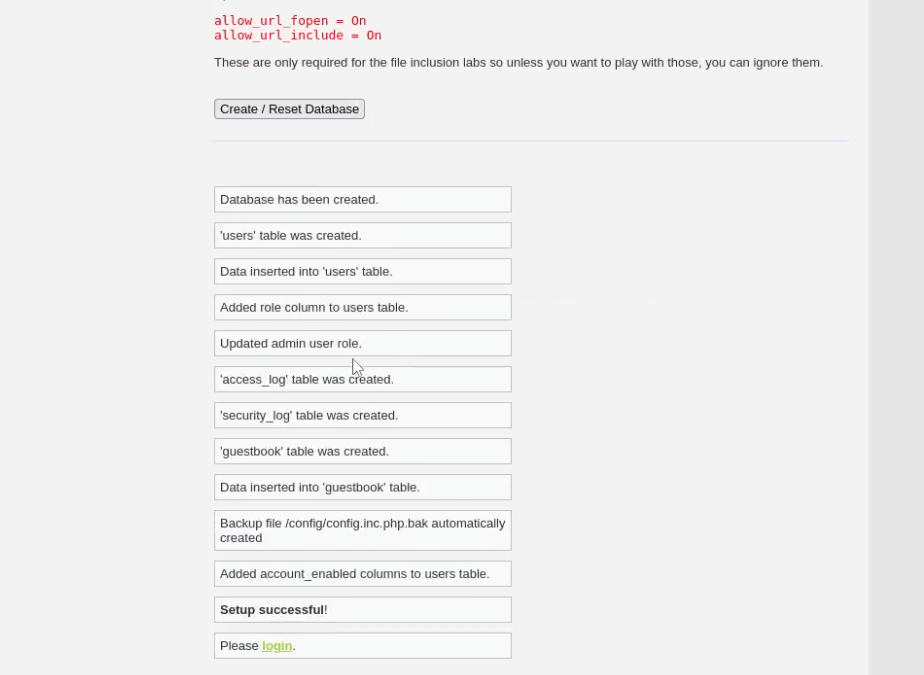 allow_url_fopen = On
allow_url_include = On
These are only required for the file inclusion labs so unless you want to play with those, you can ignore them.
Create / Reset Database
Database has been created.
'users' table was created.
Data inserted into 'users' table.
Added role column to users table.
Updated admin user role.
'access_log' table was created.
'security_log' table was created.
'guestbook' table was created.
Data inserted into 'guestbook' table.
Backup file /config/config.inc.php.bak automatically
created
Added account_enabled columns to users table.
Setup successful!
Please login.